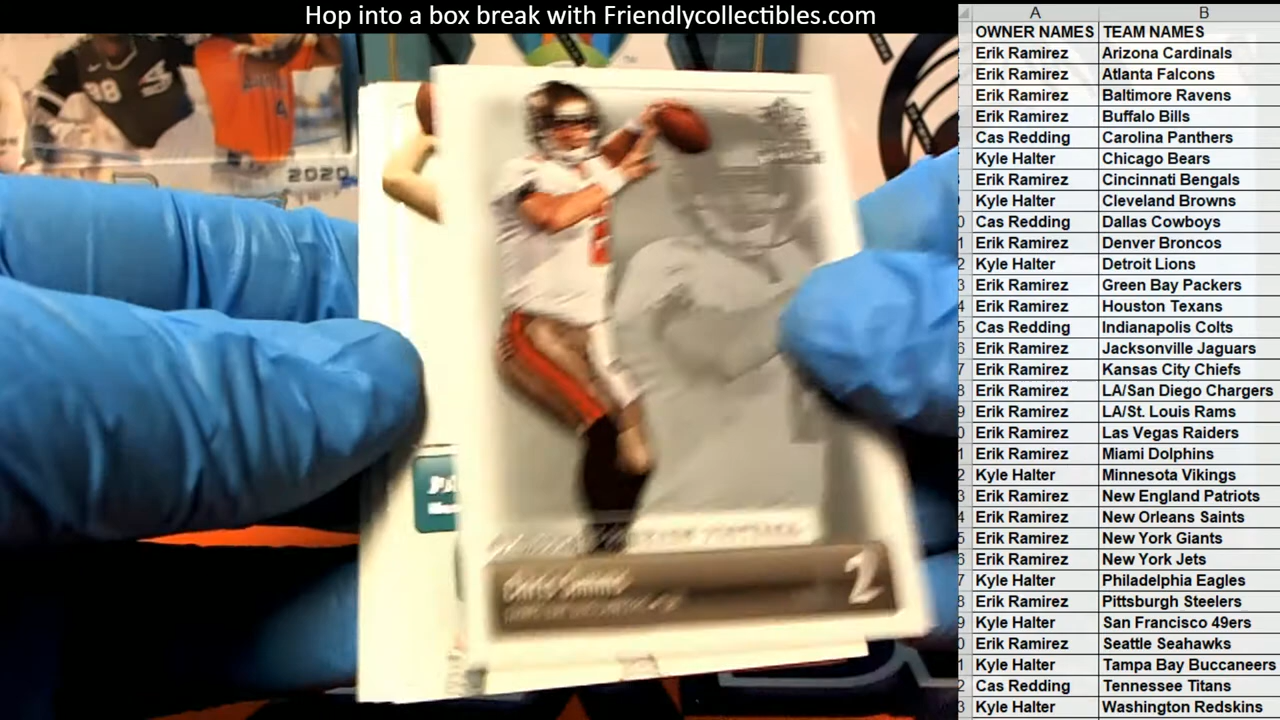 Hop into a box break with Friendlycollectibles.com
A B
OWNER NAMES TEAM NAMES
Erik Ramirez Arizona Cardinals
Erik Ramirez Atlanta Falcons
Erik Ramirez Baltimore Ravens
Erik Ramirez Buffalo Bills
Cas Redding Carolina Panthers
Kyle Halter Chicago Bears
Erik Ramirez Cincinnati Bengals
Kyle Halter Cleveland Browns
Cas Redding Dallas Cowboys
Erik Ramirez Denver Broncos
Kyle Halter Detroit Lions
Erik Ramirez Green Bay Packers
Erik Ramirez Houston Texans
Cas Redding Indianapolis Colts
Erik Ramirez Jacksonville Jaguars
Erik Ramirez Kansas City Chiefs
Erik Ramirez LA/San Diego Chargers
Erik Ramirez LA/St. Louis Rams
Erik Ramirez Las Vegas Raiders
Erik Ramirez Miami Dolphins
Kyle Halter Minnesota Vikings
Erik Ramirez New England Patriots
Erik Ramirez New Orleans Saints
Erik Ramirez New York Giants
Erik Ramirez New York Jets
Kyle Halter Philadelphia Eagles
Erik Ramirez Pittsburgh Steelers
Kyle Halter San Francisco 49ers
Erik Ramirez Seattle Seahawks
Kyle Halter Tampa Bay Buccaneers
Cas Redding Tennessee Titans
Kyle Halter Washington Redskins
98
2020
Chris Simms
2